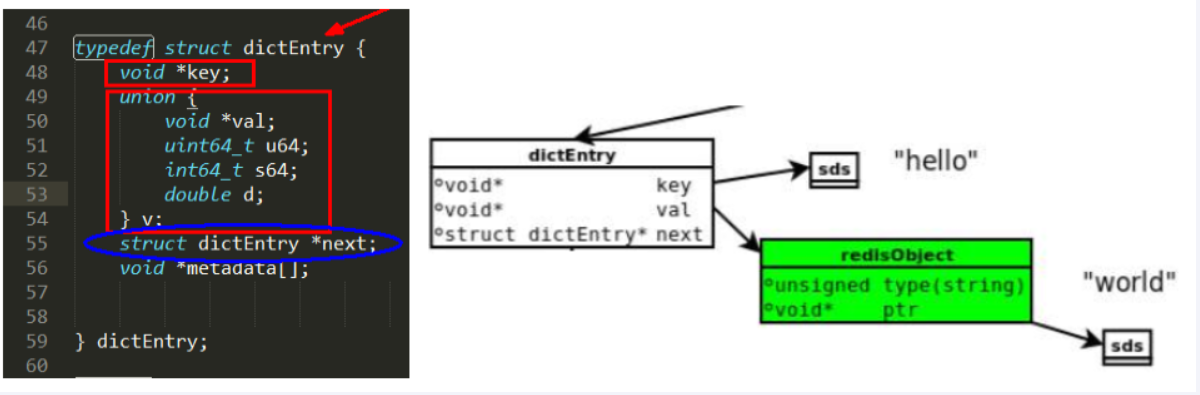 46
47 typedef struct dictEntry {
48 void *key;
49 union {
50 void *val;
51 uint64_t u64;
52 int64_t s64;
53 double d;
54 } v;
55 struct dictEntry *next;
56 void *metadata[];
57
58
59 } dictEntry;
60
dictEntry
void* key
void* val
struct dictEntry* next
sds
"hello"
redisObject
unsigned type(string)
void* ptr
"world"
sds